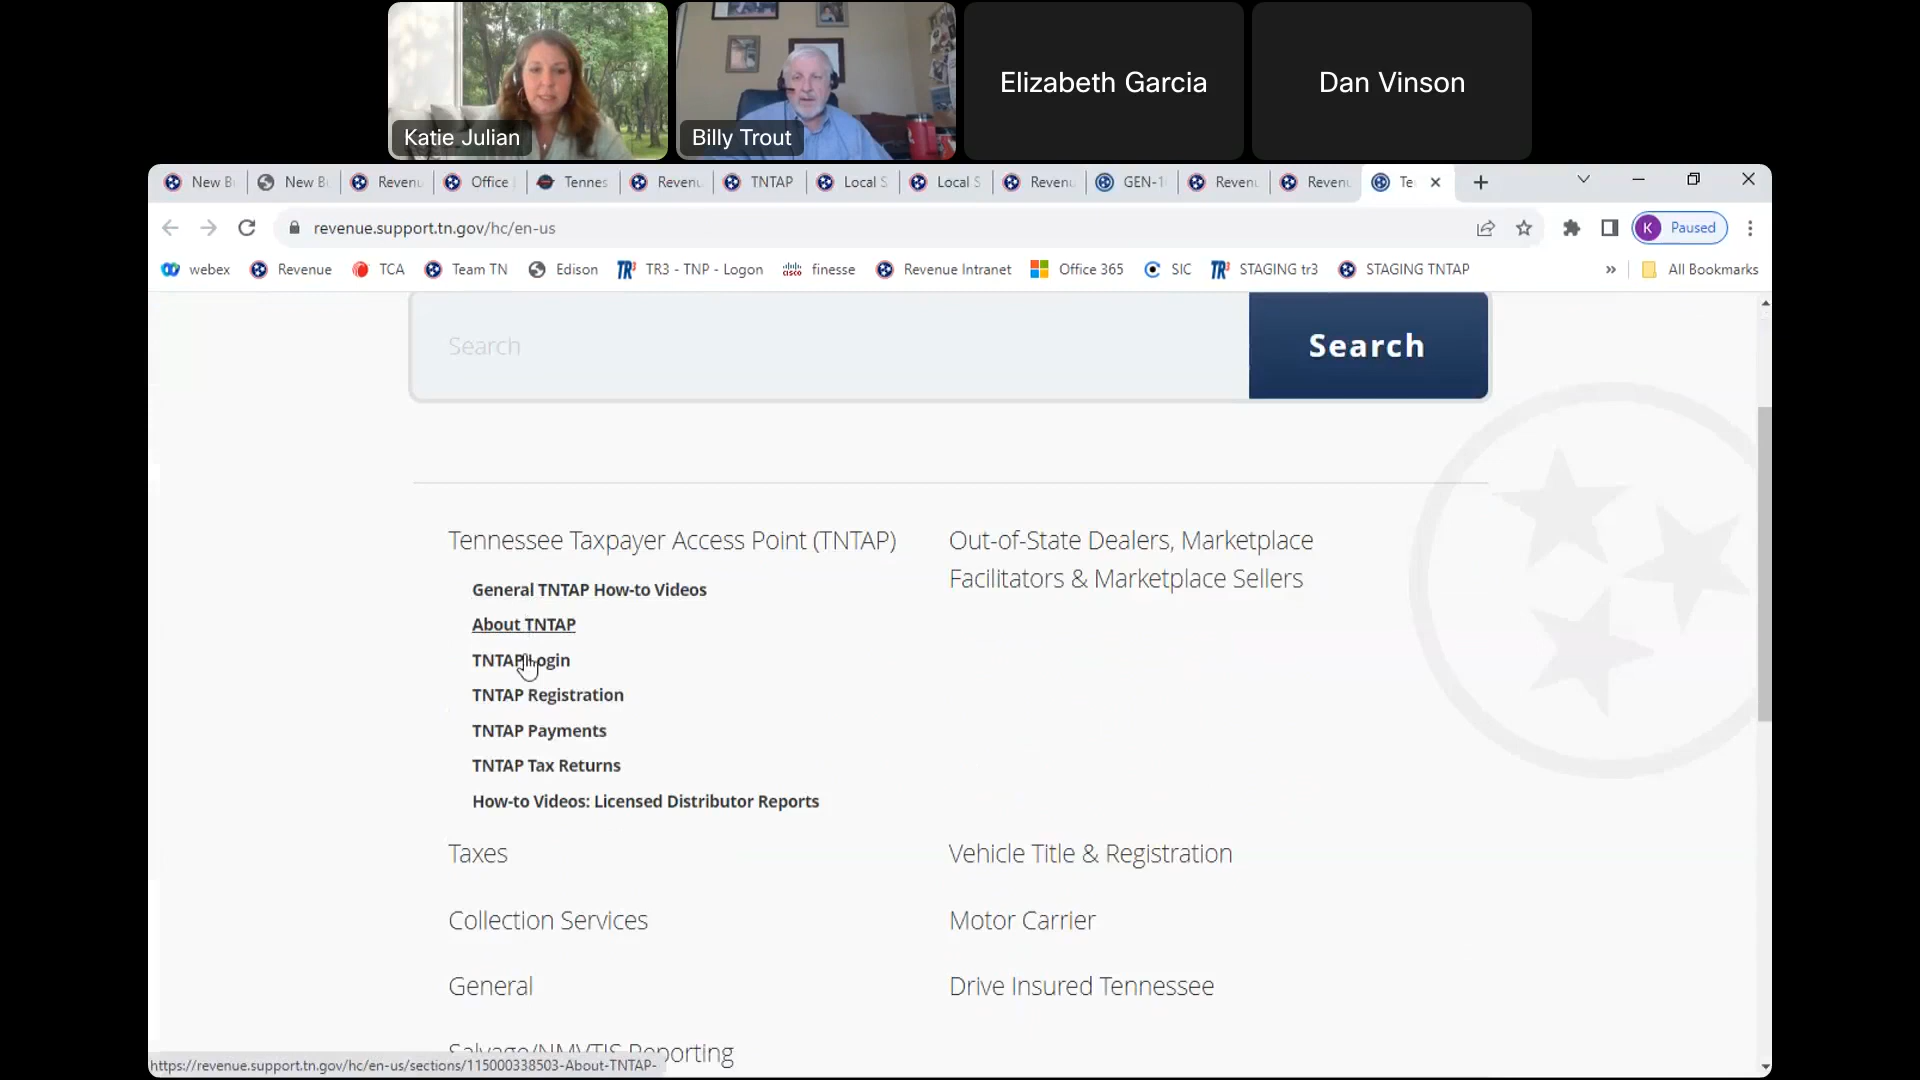 Katie Julian
Billy Trout
Elizabeth Garcia
Dan Vinson
New B
New B
Revenu
Office
Tennes
Revenu
TNTAP
Local S
Local S
Revenu
GEN-1
Revenu
Revenu
Te
revenue.support.tn.gov/hc/en-us
K
Paused
webex
Revenue
TCA
Team TN
Edison
TR3 - TNP - Logon
cisco
finesse
Revenue Intranet
Office 365
SIC
STAGING tr3
STAGING TNTAP
»
All Bookmarks
Search
Search
Tennessee Taxpayer Access Point (TNTAP)
General TNTAP How-to Videos
About TNTAP
TNTAP Login
TNTAP Registration
TNTAP Payments
TNTAP Tax Returns
How-to Videos: Licensed Distributor Reports
Out-of-State Dealers, Marketplace
Facilitators & Marketplace Sellers
Taxes
Vehicle Title & Registration
Collection Services
Motor Carrier
General
Drive Insured Tennessee
Salvage/NMVTIS Reporting
https://revenue.support.tn.gov/hc/en-us/sections/115000338503-About-TNTAP-